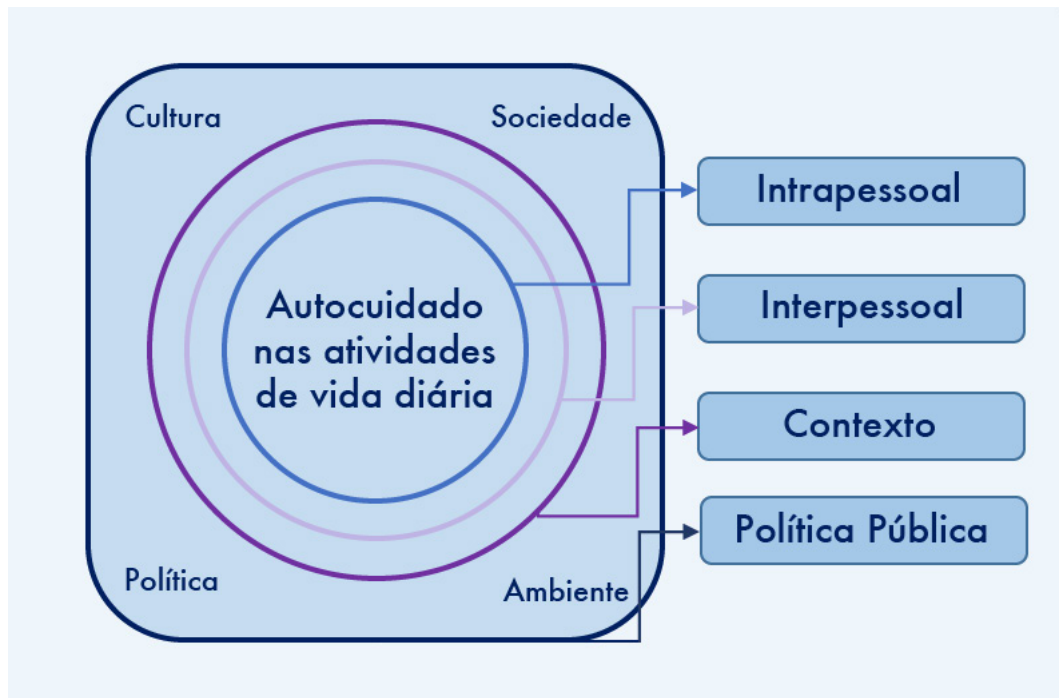 Cultura
Sociedade
Intrapessoal
Autocuidado
nas atividades
de vida diária
Interpessoal
Contexto
Política Pública
Política
Ambiente